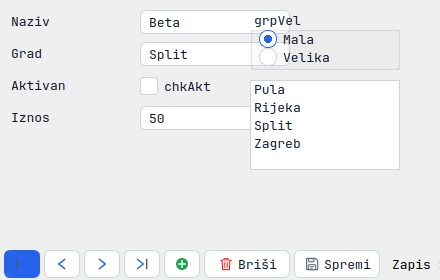 Naziv
Beta
grpVel
Mala
Velika
Grad
Split
Aktivan
chkAkt
Iznos
50
Pula
Rijeka
Split
Zagreb
Briši
Spremi
Zapis